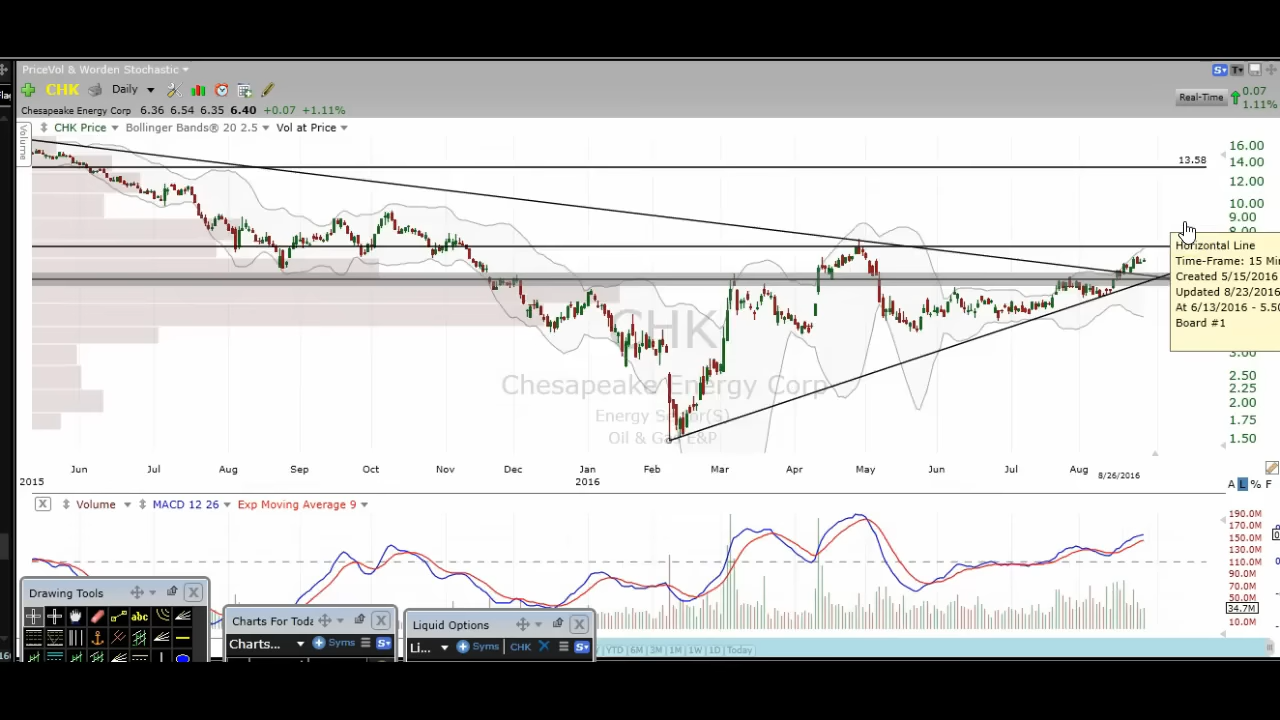 PriceVol & Worden Stochastic
CHK Daily
Real-Time 0.07
1.11%
Chesapeake Energy Corp 6.36 6.54 6.35 6.40 +0.07 +1.11%
CHK Price Bollinger Bands® 20 2.5 Vol at Price
Volume
13.58
16.00
14.00
12.00
10.00
9.00
8.00
Horizontal Line
Time-Frame: 15 Mi
Created 5/15/2016
Updated 8/23/2016
At 6/13/2016 - 5.5
Board #1
CHK
Chesapeake Energy Corp
Energy Sector(S)
Oil & Gas E&P
3.00
2.50
2.25
2.00
1.75
1.50
Jun Jul Aug Sep Oct Nov Dec Jan Feb Mar Apr May Jun Jul Aug 8/26/2016
2015 2016
A L % F
X Volume MACD 12 26 Exp Moving Average 9
190.0M
170.0M
150.0M
130.0M
110.0M
90.0M
70.0M
50.0M
34.7M
10.0M
Drawing Tools X
abc
Charts For Toda X
Charts... Syms S
Liquid Options X
Li... Syms CHK X S
YTD 6M 3M 1M 1W 1D Today